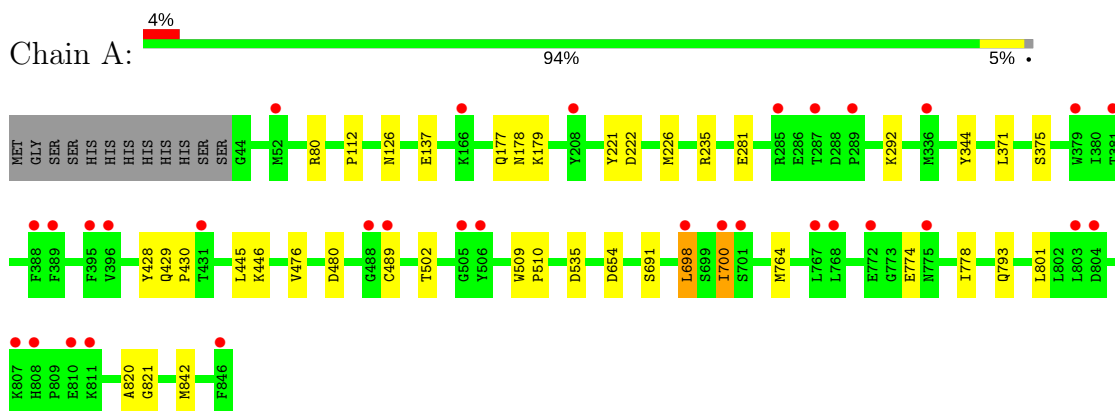 4%
Chain A:
94% 5% •
MET GLY SER SER HIS HIS HIS HIS HIS HIS SER SER G44 M52 R80 P112 N126 E137 K166 Q177 N178 K179 Y208 Y221 D222 M226 R235 E281 R285 E286 T287 D288 P289 K292 M336 Y344 L371 S375 W379 I380 T381
F388 F389 F395 V396 Y428 Q429 P430 T431 L445 K446 V476 D480 G488 C489 T502 G505 Y506 W509 P510 D535 D654 S691 L698 S699 I700 S701 M764 L767 L768 E772 G773 E774 N775 I778 Q793 L801 L802 L803 D804
K807 H808 P809 E810 K811 A820 G821 M842 F846